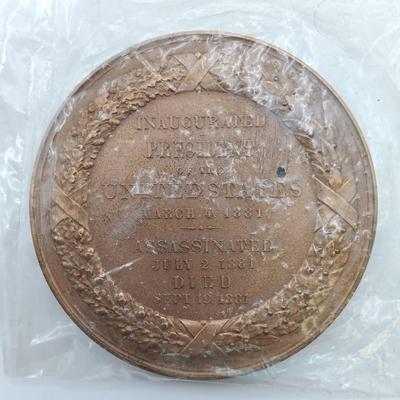 INAUGURATED
PRESIDENT
OF THE
UNITED STATES
MARCH 4. 1881
ASSASSINATED
JULY 2. 1881
DIED
SEPT. 19. 1881